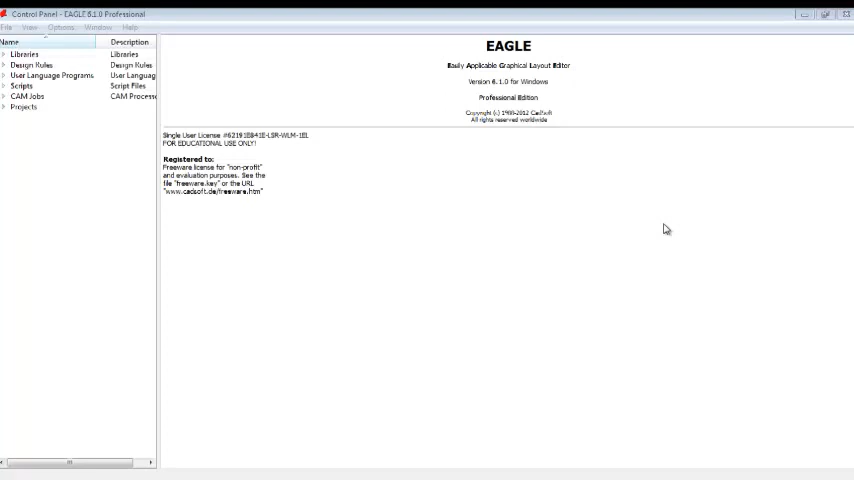 Control Panel - EAGLE 6.1.0 Professional
File View Options Window Help
Name Description
Libraries Libraries
Design Rules Design Rules
User Language Programs User Languag
Scripts Script Files
CAM Jobs CAM Process
Projects
EAGLE
Easily Applicable Graphical Layout Editor
Version 6.1.0 for Windows
Professional Edition
Copyright (c) 1988-2012 CadSoft
All rights reserved worldwide
Single User License
FOR EDUCATIONAL USE ONLY!
Registered to:
Freeware license for "non-profit"
and evaluation purposes. See the
file "freeware.key" or the URL
"www.cadsoft.de/freeware.htm"